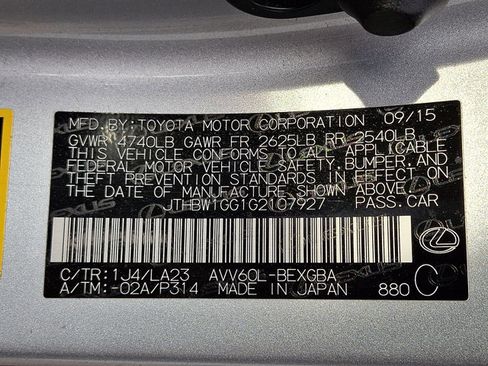 MFD. BY: TOYOTA MOTOR CORPORATION 09/15
GVWR 4740LB GAWR FR 2625LB RR 2540LB
THIS VEHICLE CONFORMS TO ALL APPLICABLE
FEDERAL MOTOR VEHICLE SAFETY, BUMPER, AND
THEFT PREVENTION STANDARDS IN EFFECT ON
THE DATE OF MANUFACTURE SHOWN ABOVE.
JTHBW1GG1G2107927 PASS.CAR
C/TR: 1J4/LA23 AVV60L-BEXGBA
A/TM: -02A/P314 MADE IN JAPAN 880 C